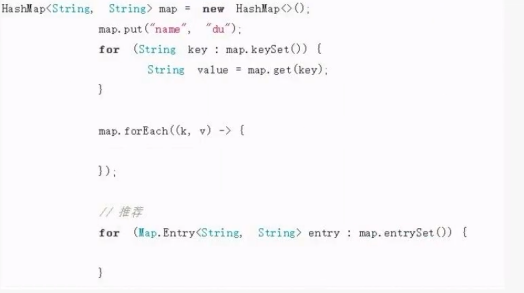 HashMap<String, String> map = new HashMap<>();
map.put("name", "du");
for (String key : map.keySet()) {
String value = map.get(key);
}
map.forEach((k, v) -> {
});
// 推荐
for (Map.Entry<String, String> entry : map.entrySet()) {
}